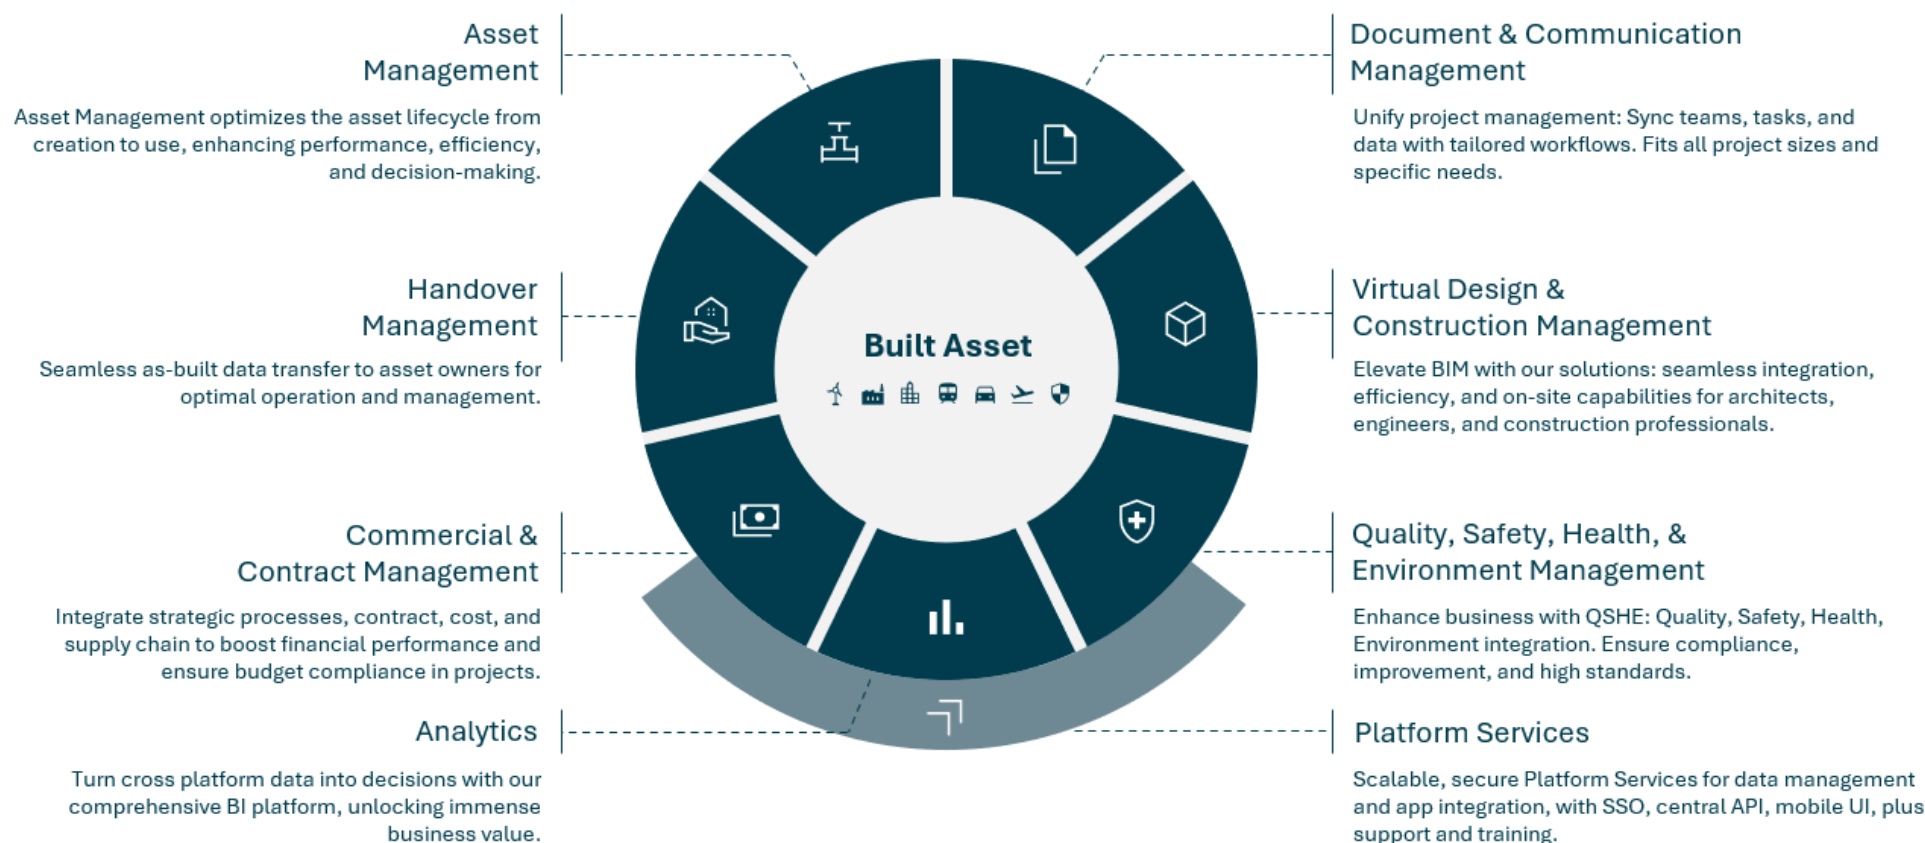 Asset
Management
Asset Management optimizes the asset lifecycle from
creation to use, enhancing performance, efficiency,
and decision-making.
Handover
Management
Seamless as-built data transfer to asset owners for
optimal operation and management.
Commercial &
Contract Management
Integrate strategic processes, contract, cost, and
supply chain to boost financial performance and
ensure budget compliance in projects.
Analytics
Turn cross platform data into decisions with our
comprehensive BI platform, unlocking immense
business value.
Built Asset
Document & Communication
Management
Unify project management: Sync teams, tasks, and
data with tailored workflows. Fits all project sizes and
specific needs.
Virtual Design &
Construction Management
Elevate BIM with our solutions: seamless integration,
efficiency, and on-site capabilities for architects,
engineers, and construction professionals.
Quality, Safety, Health, &
Environment Management
Enhance business with QSHE: Quality, Safety, Health,
Environment integration. Ensure compliance,
improvement, and high standards.
Platform Services
Scalable, secure Platform Services for data management
and app integration, with SSO, central API, mobile UI, plus
support and training.